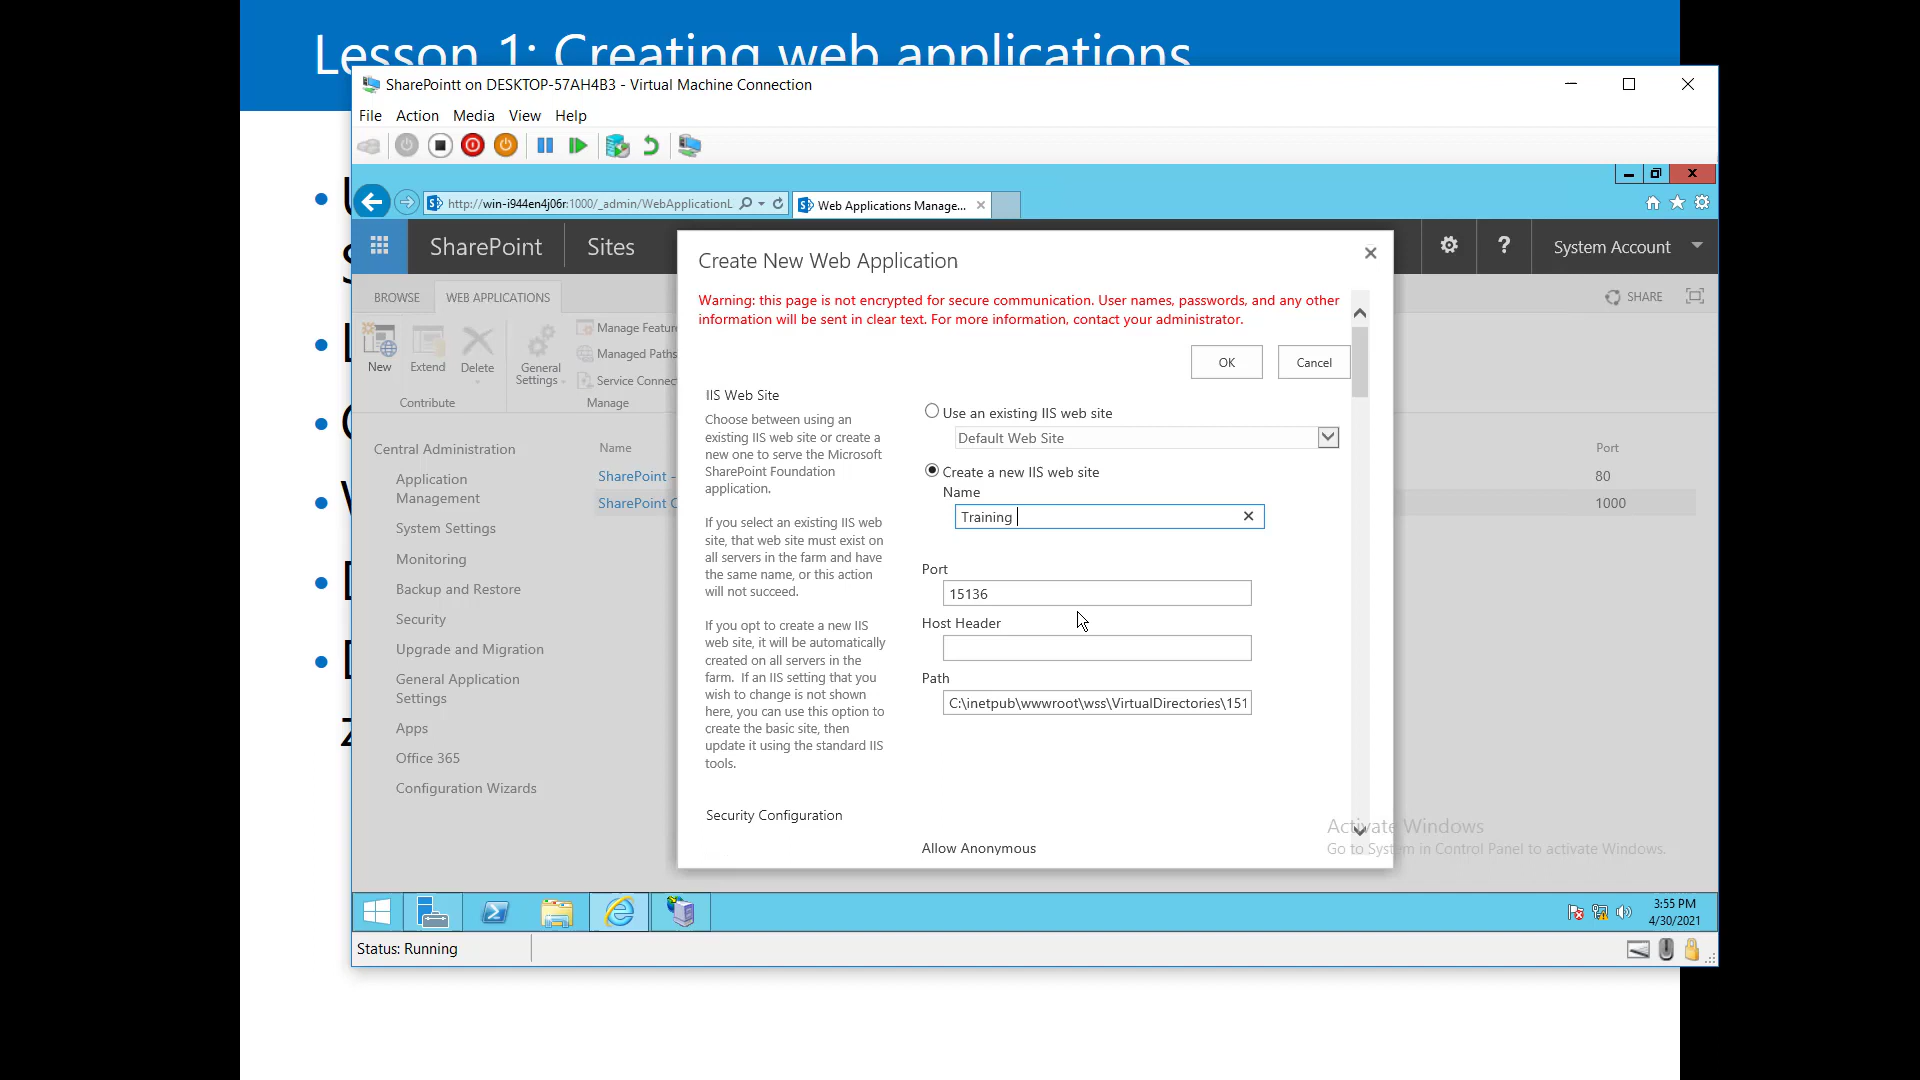 Lesson 1: Creating web applications
SharePointt on DESKTOP-57AH4B3 - Virtual Machine Connection
File Action Media View Help
http://win-i944en4j06r:1000/_admin/WebApplicationL
Web Applications Manage...
SharePoint
Sites
?
System Account
BROWSE
WEB APPLICATIONS
SHARE
New
Extend
Delete
General
Settings
Manage Featur
Managed Paths
Service Connec
Contribute
Manage
Central Administration
Application
Management
System Settings
Monitoring
Backup and Restore
Security
Upgrade and Migration
General Application
Settings
Apps
Office 365
Configuration Wizards
Name
SharePoint -
SharePoint C
Port
80
1000
Create New Web Application
Warning: this page is not encrypted for secure communication. User names, passwords, and any other
information will be sent in clear text. For more information, contact your administrator.
OK
Cancel
IIS Web Site
Choose between using an
existing IIS web site or create a
new one to serve the Microsoft
SharePoint Foundation
application.
If you select an existing IIS web
site, that web site must exist on
all servers in the farm and have
the same name, or this action
will not succeed.
If you opt to create a new IIS
web site, it will be automatically
created on all servers in the
farm. If an IIS setting that you
wish to change is not shown
here, you can use this option to
create the basic site, then
update it using the standard IIS
tools.
Use an existing IIS web site
Default Web Site
Create a new IIS web site
Name
Training
Port
15136
Host Header
Path
C:\inetpub\wwwroot\wss\VirtualDirectories\151
Security Configuration
Allow Anonymous
Activate Windows
Go to System in Control Panel to activate Windows.
3:55 PM
4/30/2021
Status: Running